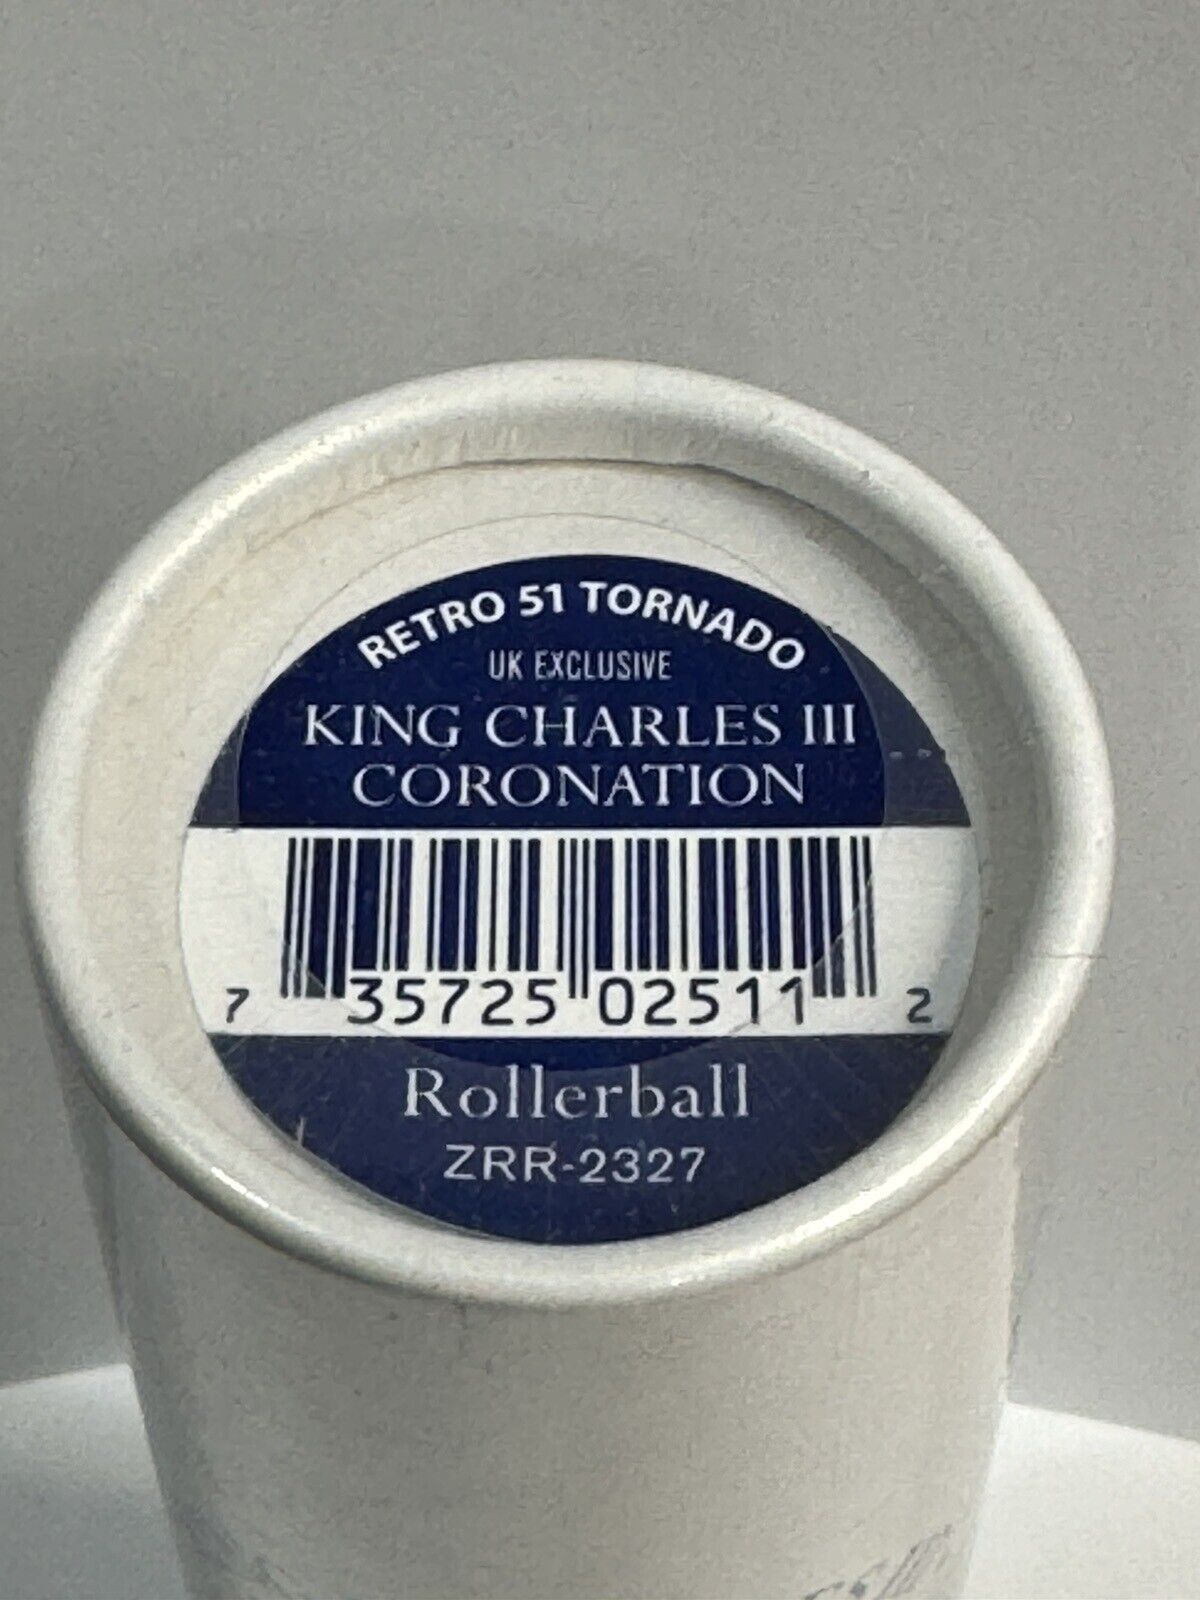 RETRO 51 TORNADO
UK EXCLUSIVE
KING CHARLES III
CORONATION
7 35725 02511 2
Rollerball
ZRR-2327